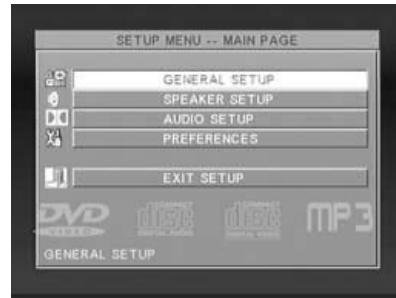 SETUP MENU -- MAIN PAGE
GENERAL SETUP
SPEAKER SETUP
AUDIO SETUP
PREFERENCES
EXIT SETUP
DVD disc disc MP3
VIDEO
GENERAL SETUP